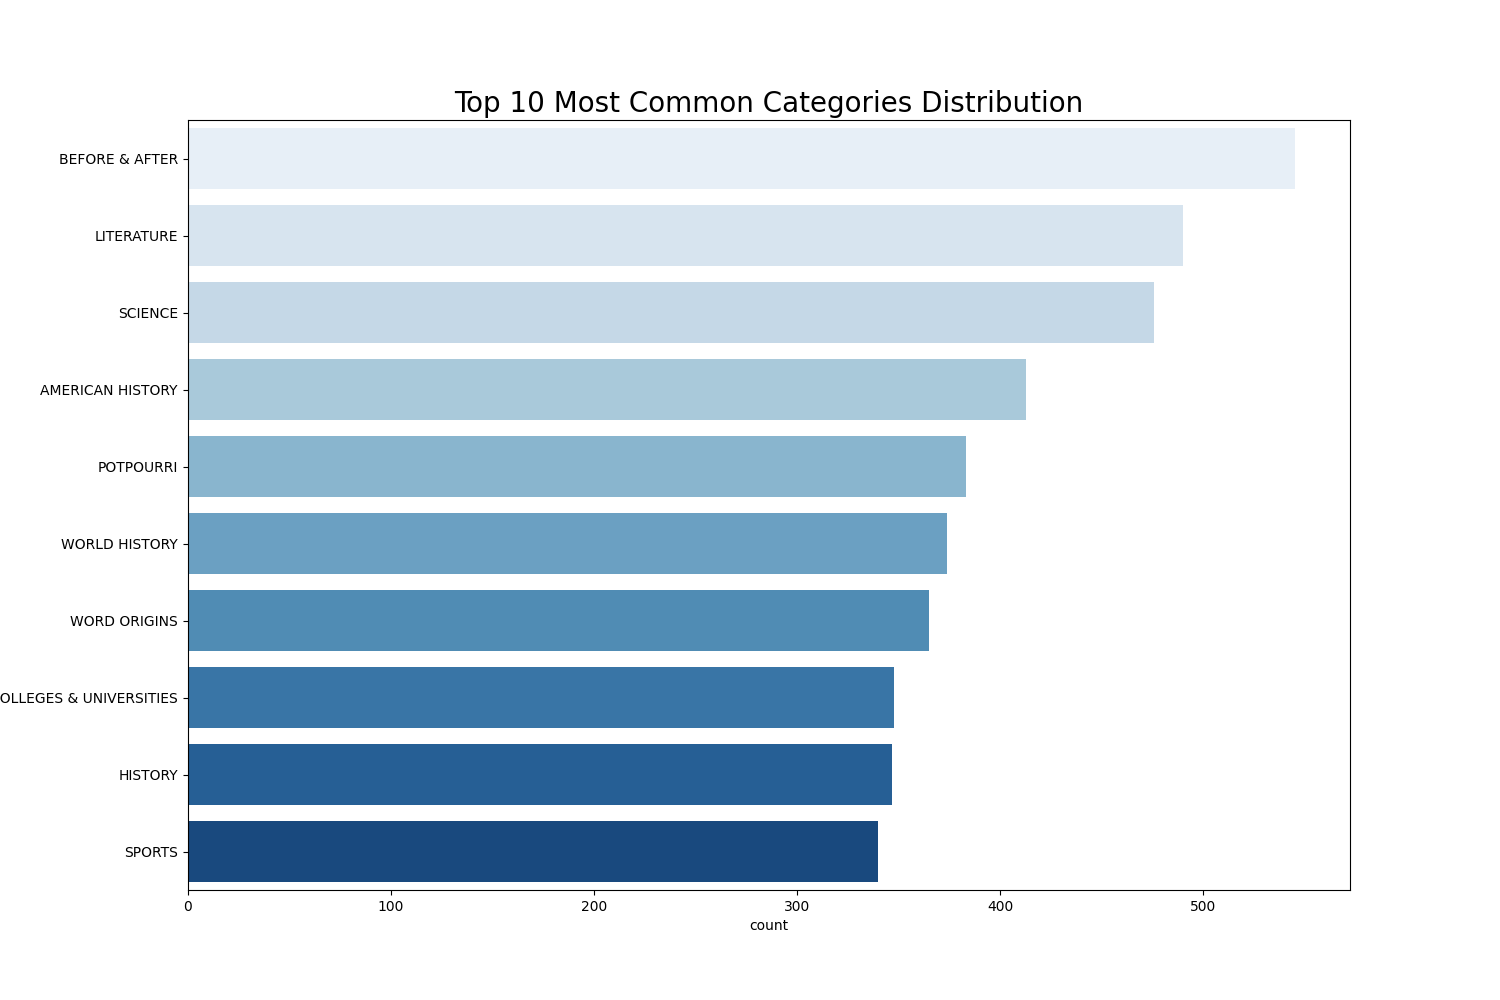 Top 10 Most Common Categories Distribution
BEFORE & AFTER
LITERATURE
SCIENCE
AMERICAN HISTORY
POTPOURRI
WORLD HISTORY
WORD ORIGINS
OLLEGES & UNIVERSITIES
HISTORY
SPORTS
0 100 200 300 400 500
count